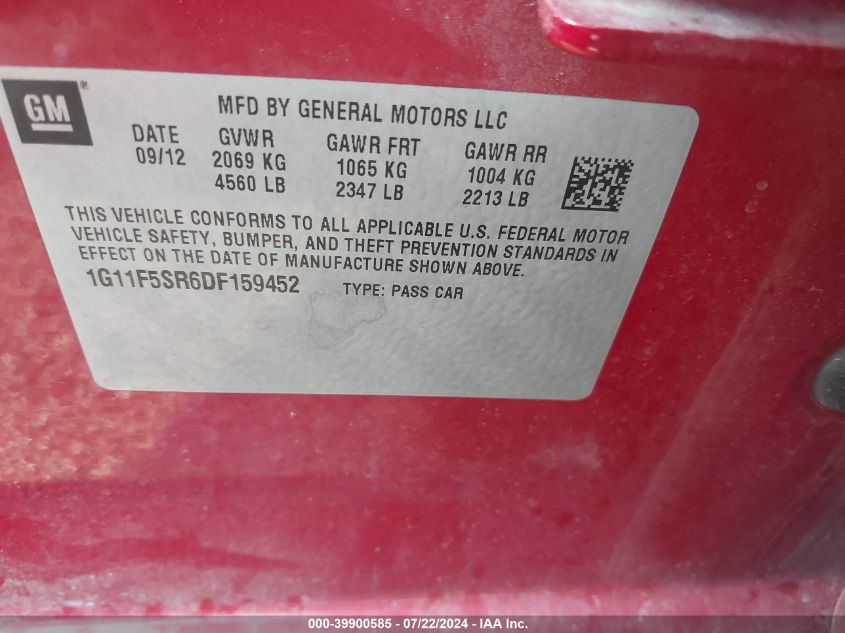 GM®
MFD BY GENERAL MOTORS LLC
DATE GVWR GAWR FRT GAWR RR
09/12 2069 KG 1065 KG 1004 KG
4560 LB 2347 LB 2213 LB
THIS VEHICLE CONFORMS TO ALL APPLICABLE U.S. FEDERAL MOTOR
VEHICLE SAFETY, BUMPER, AND THEFT PREVENTION STANDARDS IN
EFFECT ON THE DATE OF MANUFACTURE SHOWN ABOVE.
1G11F5SR6DF159452 TYPE: PASS CAR
000-39900585 - 07/22/2024 - IAA Inc.